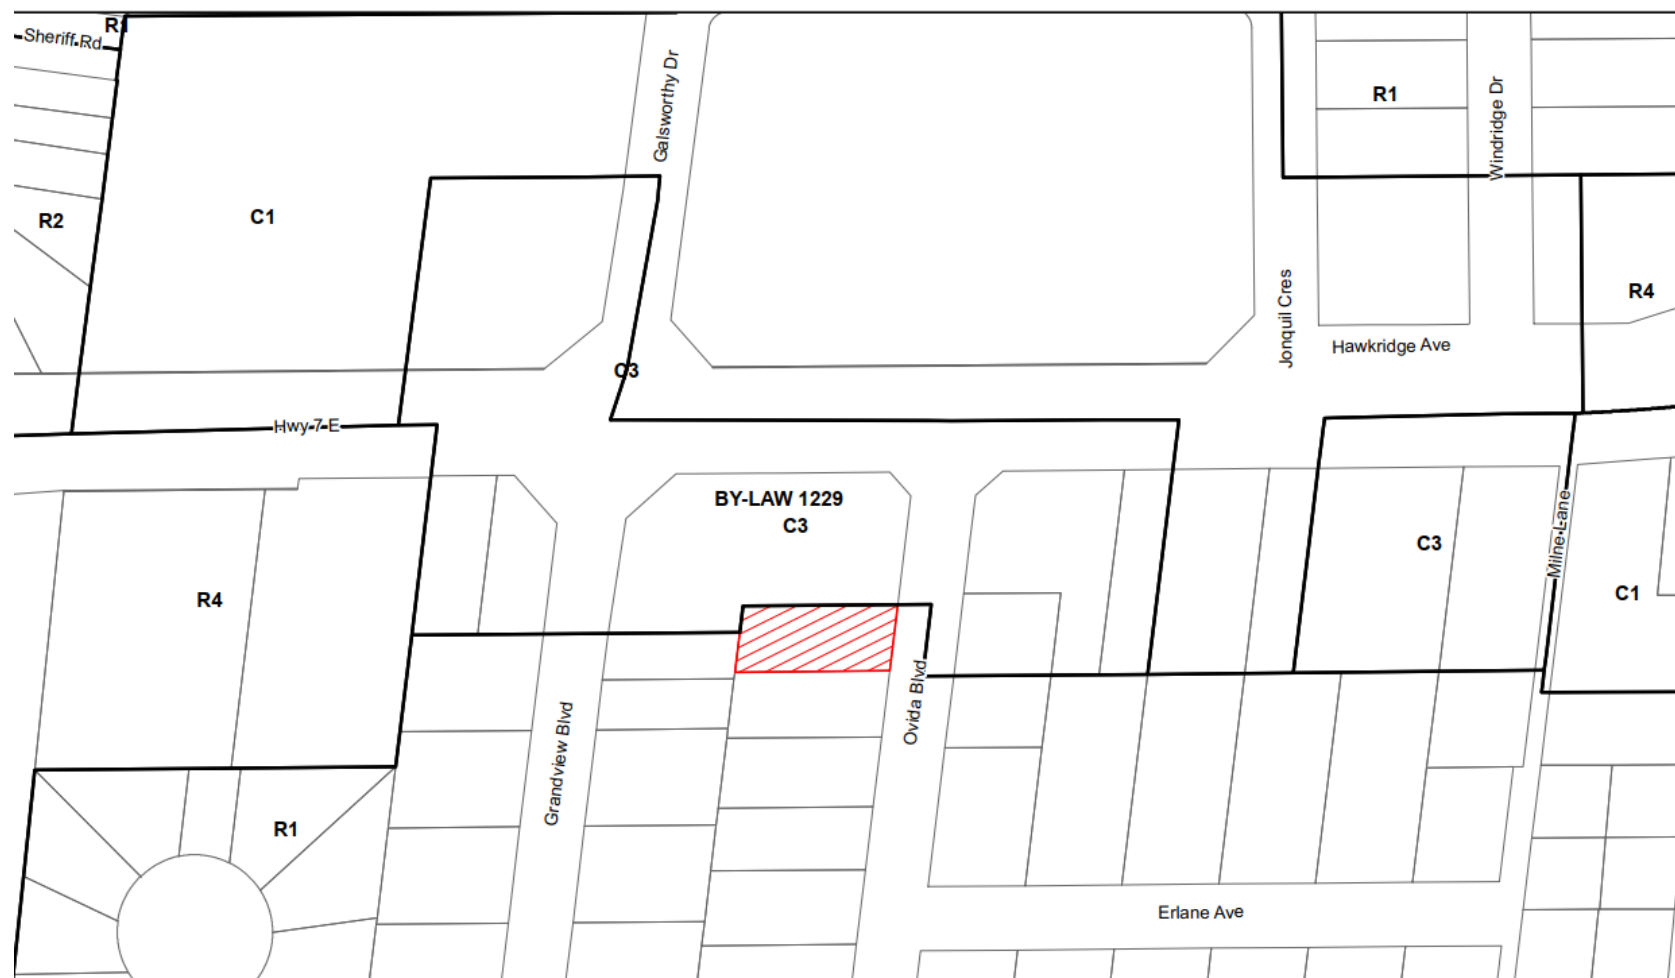 R1
Sheriff Rd
Galsworthy Dr
R1
Windridge Dr
R2
C1
Jonquil Cres
R4
Hawkridge Ave
C3
Hwy 7 E
BY-LAW 1229
C3
C3
Milne Lane
R4
C1
Grandview Blvd
Ovida Blvd
R1
Erlane Ave